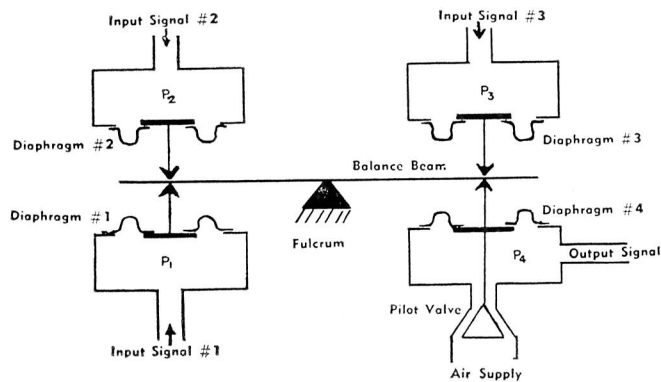 Input Signal #2
Input Signal #3
P2
P3
Diaphragm #2
Diaphragm #3
Balance Beam
Diaphragm #1
Diaphragm #4
Fulcrum
P1
P4
Output Signal
Pilot Valve
Input Signal #1
Air Supply